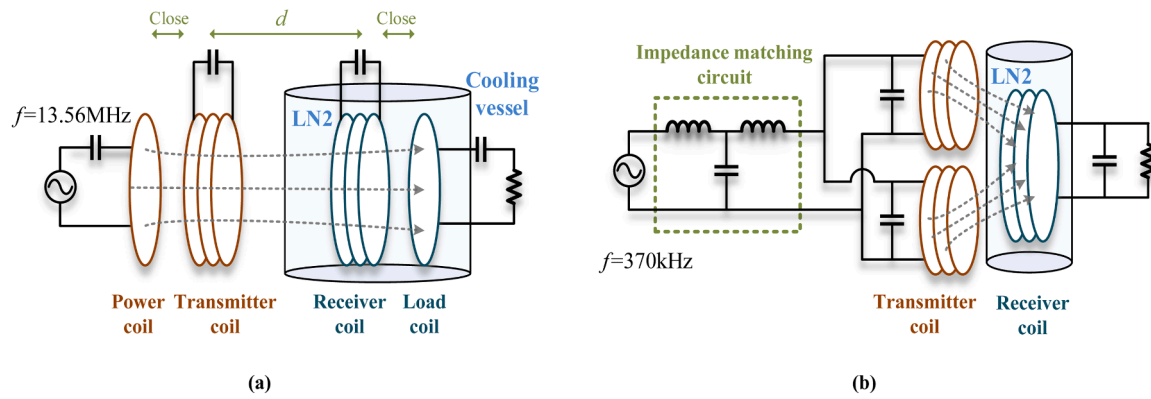 Close
d
Close
LN2
Cooling
vessel
f=13.56MHz
Power
coil
Transmitter
coil
Receiver
coil
Load
coil
(a)
Impedance matching
circuit
LN2
f=370kHz
Transmitter
coil
Receiver
coil
(b)